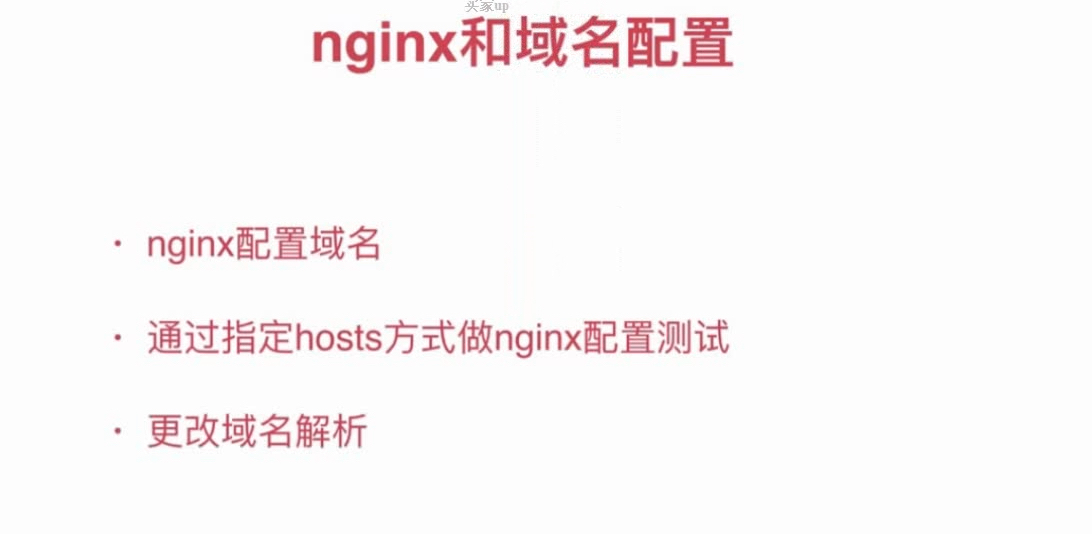 买家up
nginx和域名配置
· nginx配置域名
· 通过指定hosts方式做nginx配置测试
· 更改域名解析